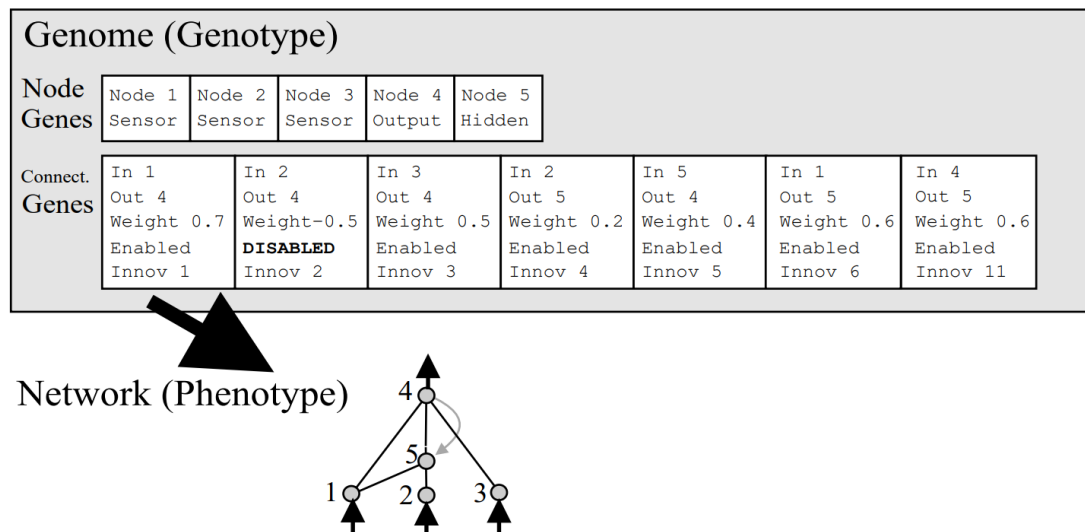 Genome (Genotype)
Node Genes
Node 1 Node 2 Node 3 Node 4 Node 5
Sensor Sensor Sensor Output Hidden
Connect. Genes
In 1 In 2 In 3 In 2 In 5 In 1 In 4
Out 4 Out 4 Out 4 Out 5 Out 4 Out 5 Out 5
Weight 0.7 Weight-0.5 Weight 0.5 Weight 0.2 Weight 0.4 Weight 0.6 Weight 0.6
Enabled DISABLED Enabled Enabled Enabled Enabled Enabled
Innov 1 Innov 2 Innov 3 Innov 4 Innov 5 Innov 6 Innov 11
Network (Phenotype)
4
5
1 2 3